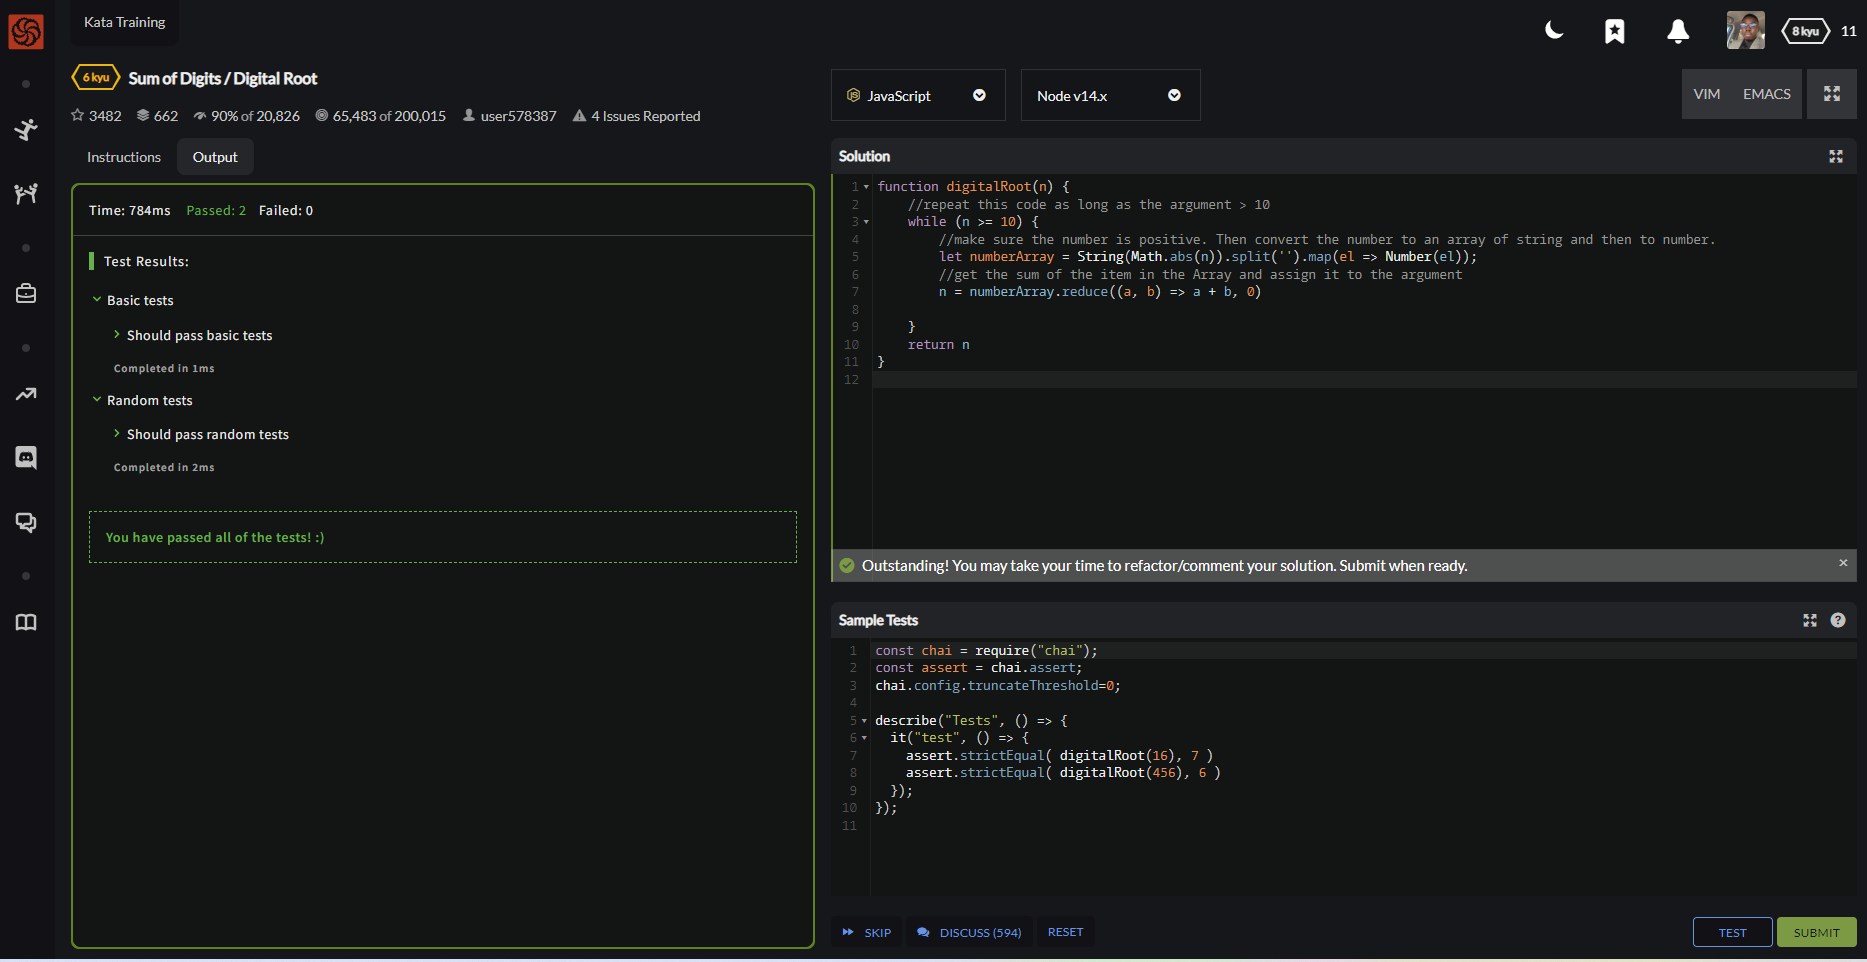 Kata Training
8 kyu
11
6 kyu
Sum of Digits / Digital Root
3482
662
90% of 20,826
65,483 of 200,015
user578387
4 Issues Reported
Instructions
Output
Time: 784ms
Passed: 2
Failed: 0
Test Results:
Basic tests
Should pass basic tests
Completed in 1ms
Random tests
Should pass random tests
Completed in 2ms
You have passed all of the tests! :)
JS
JavaScript
Node v14.x
VIM
EMACS
Solution
1 function digitalRoot(n) {
2     //repeat this code as long as the argument > 10
3     while (n >= 10) {
4         //make sure the number is positive. Then convert the number to an array of string and then to number.
5         let numberArray = String(Math.abs(n)).split('').map(el => Number(el));
6         //get the sum of the item in the Array and assign it to the argument
7         n = numberArray.reduce((a, b) => a + b, 0)
8
9     }
10     return n
11 }
12
Outstanding! You may take your time to refactor/comment your solution. Submit when ready.
Sample Tests
1 const chai = require("chai");
2 const assert = chai.assert;
3 chai.config.truncateThreshold=0;
4
5 describe("Tests", () => {
6   it("test", () => {
7     assert.strictEqual( digitalRoot(16), 7 )
8     assert.strictEqual( digitalRoot(456), 6 )
9   });
10 });
11
SKIP
DISCUSS (594)
RESET
TEST
SUBMIT